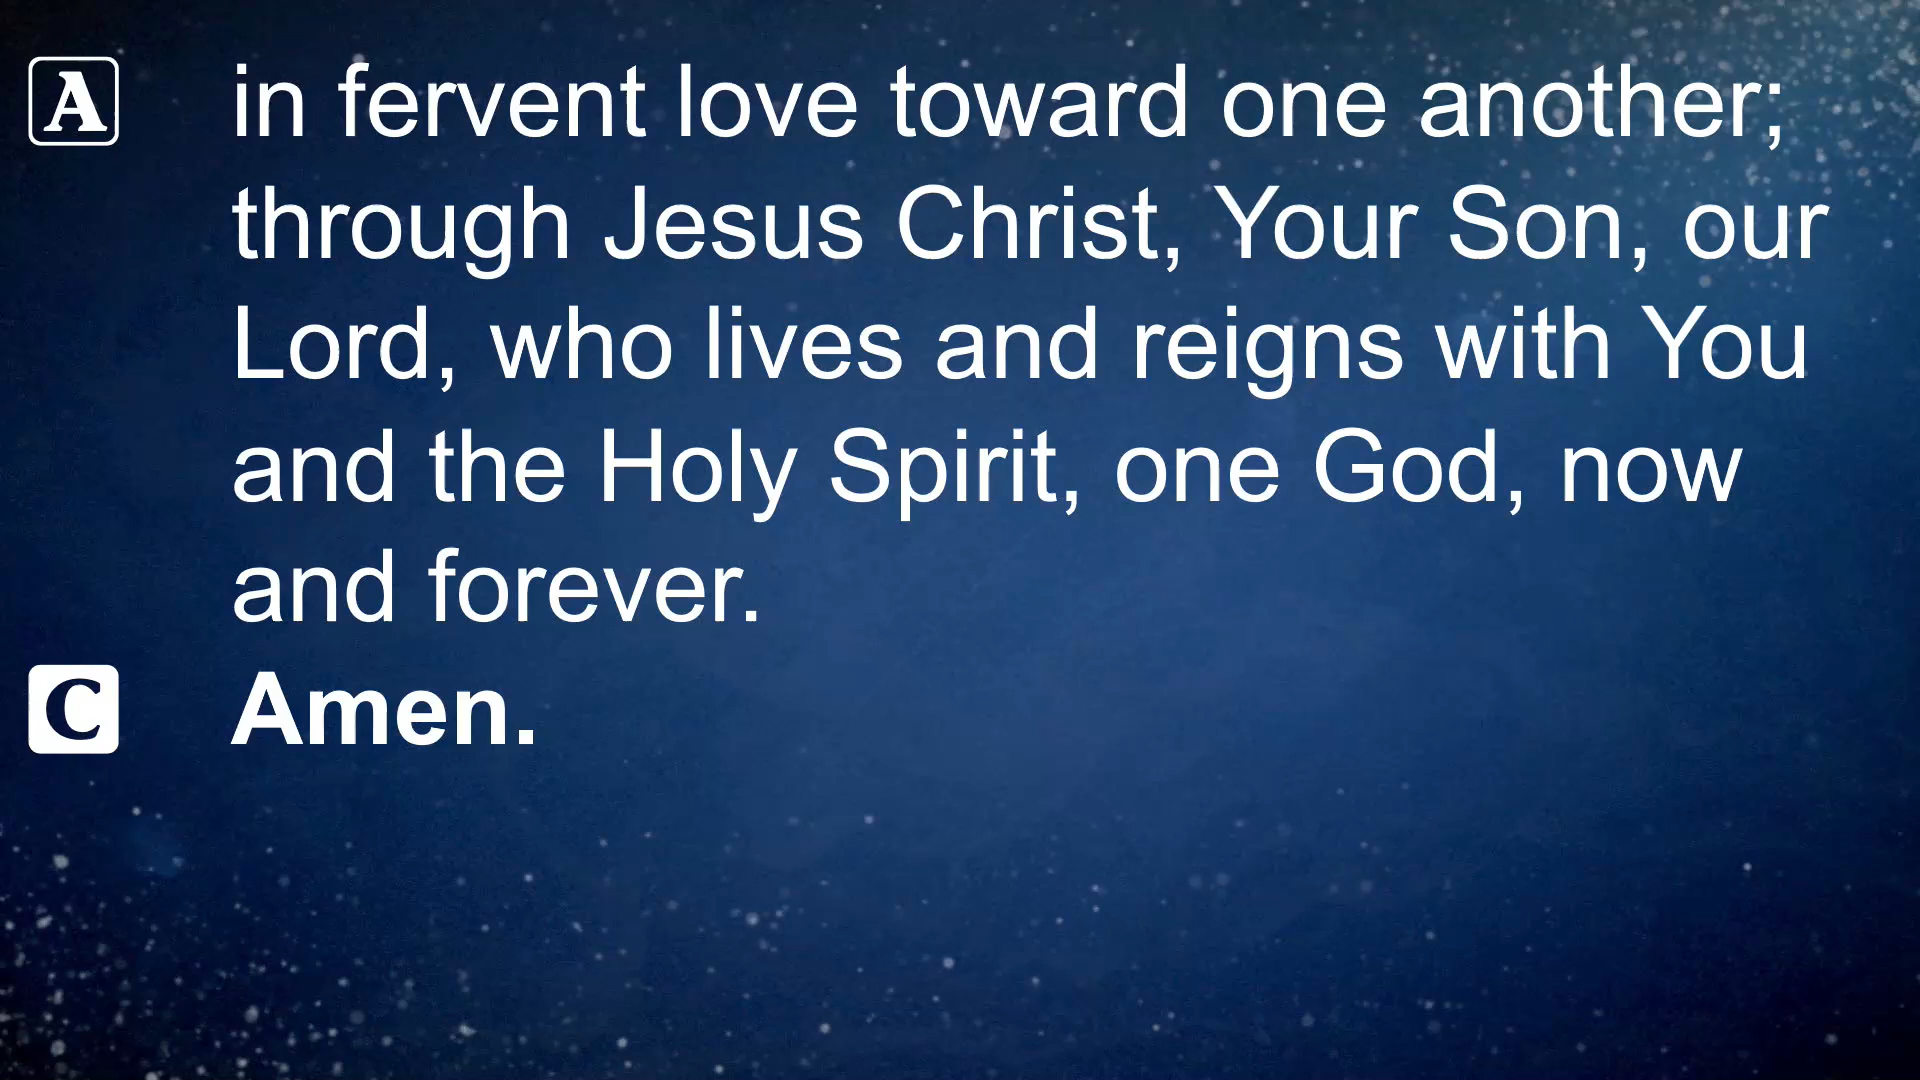 A in fervent love toward one another;
through Jesus Christ, Your Son, our
Lord, who lives and reigns with You
and the Holy Spirit, one God, now
and forever.
C Amen.